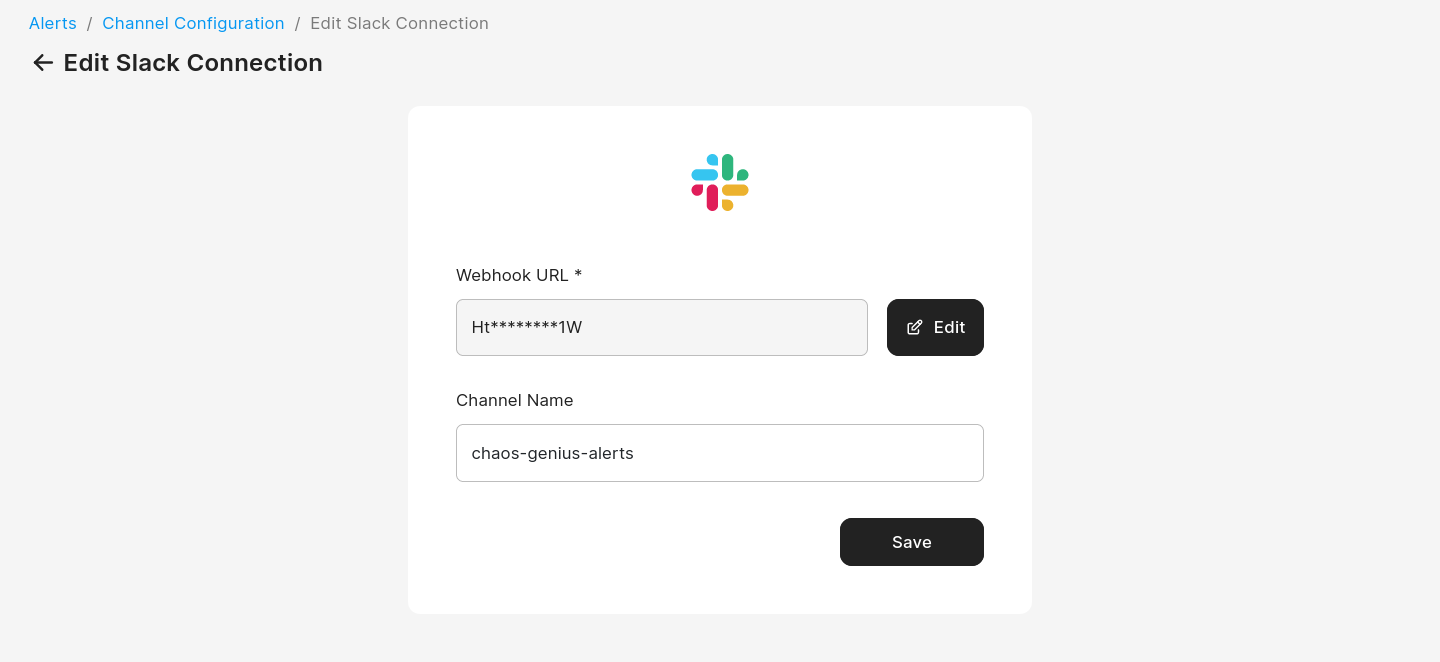 Alerts / Channel Configuration / Edit Slack Connection
Edit Slack Connection
Webhook URL *
Ht********1W
Edit
Channel Name
chaos-genius-alerts
Save